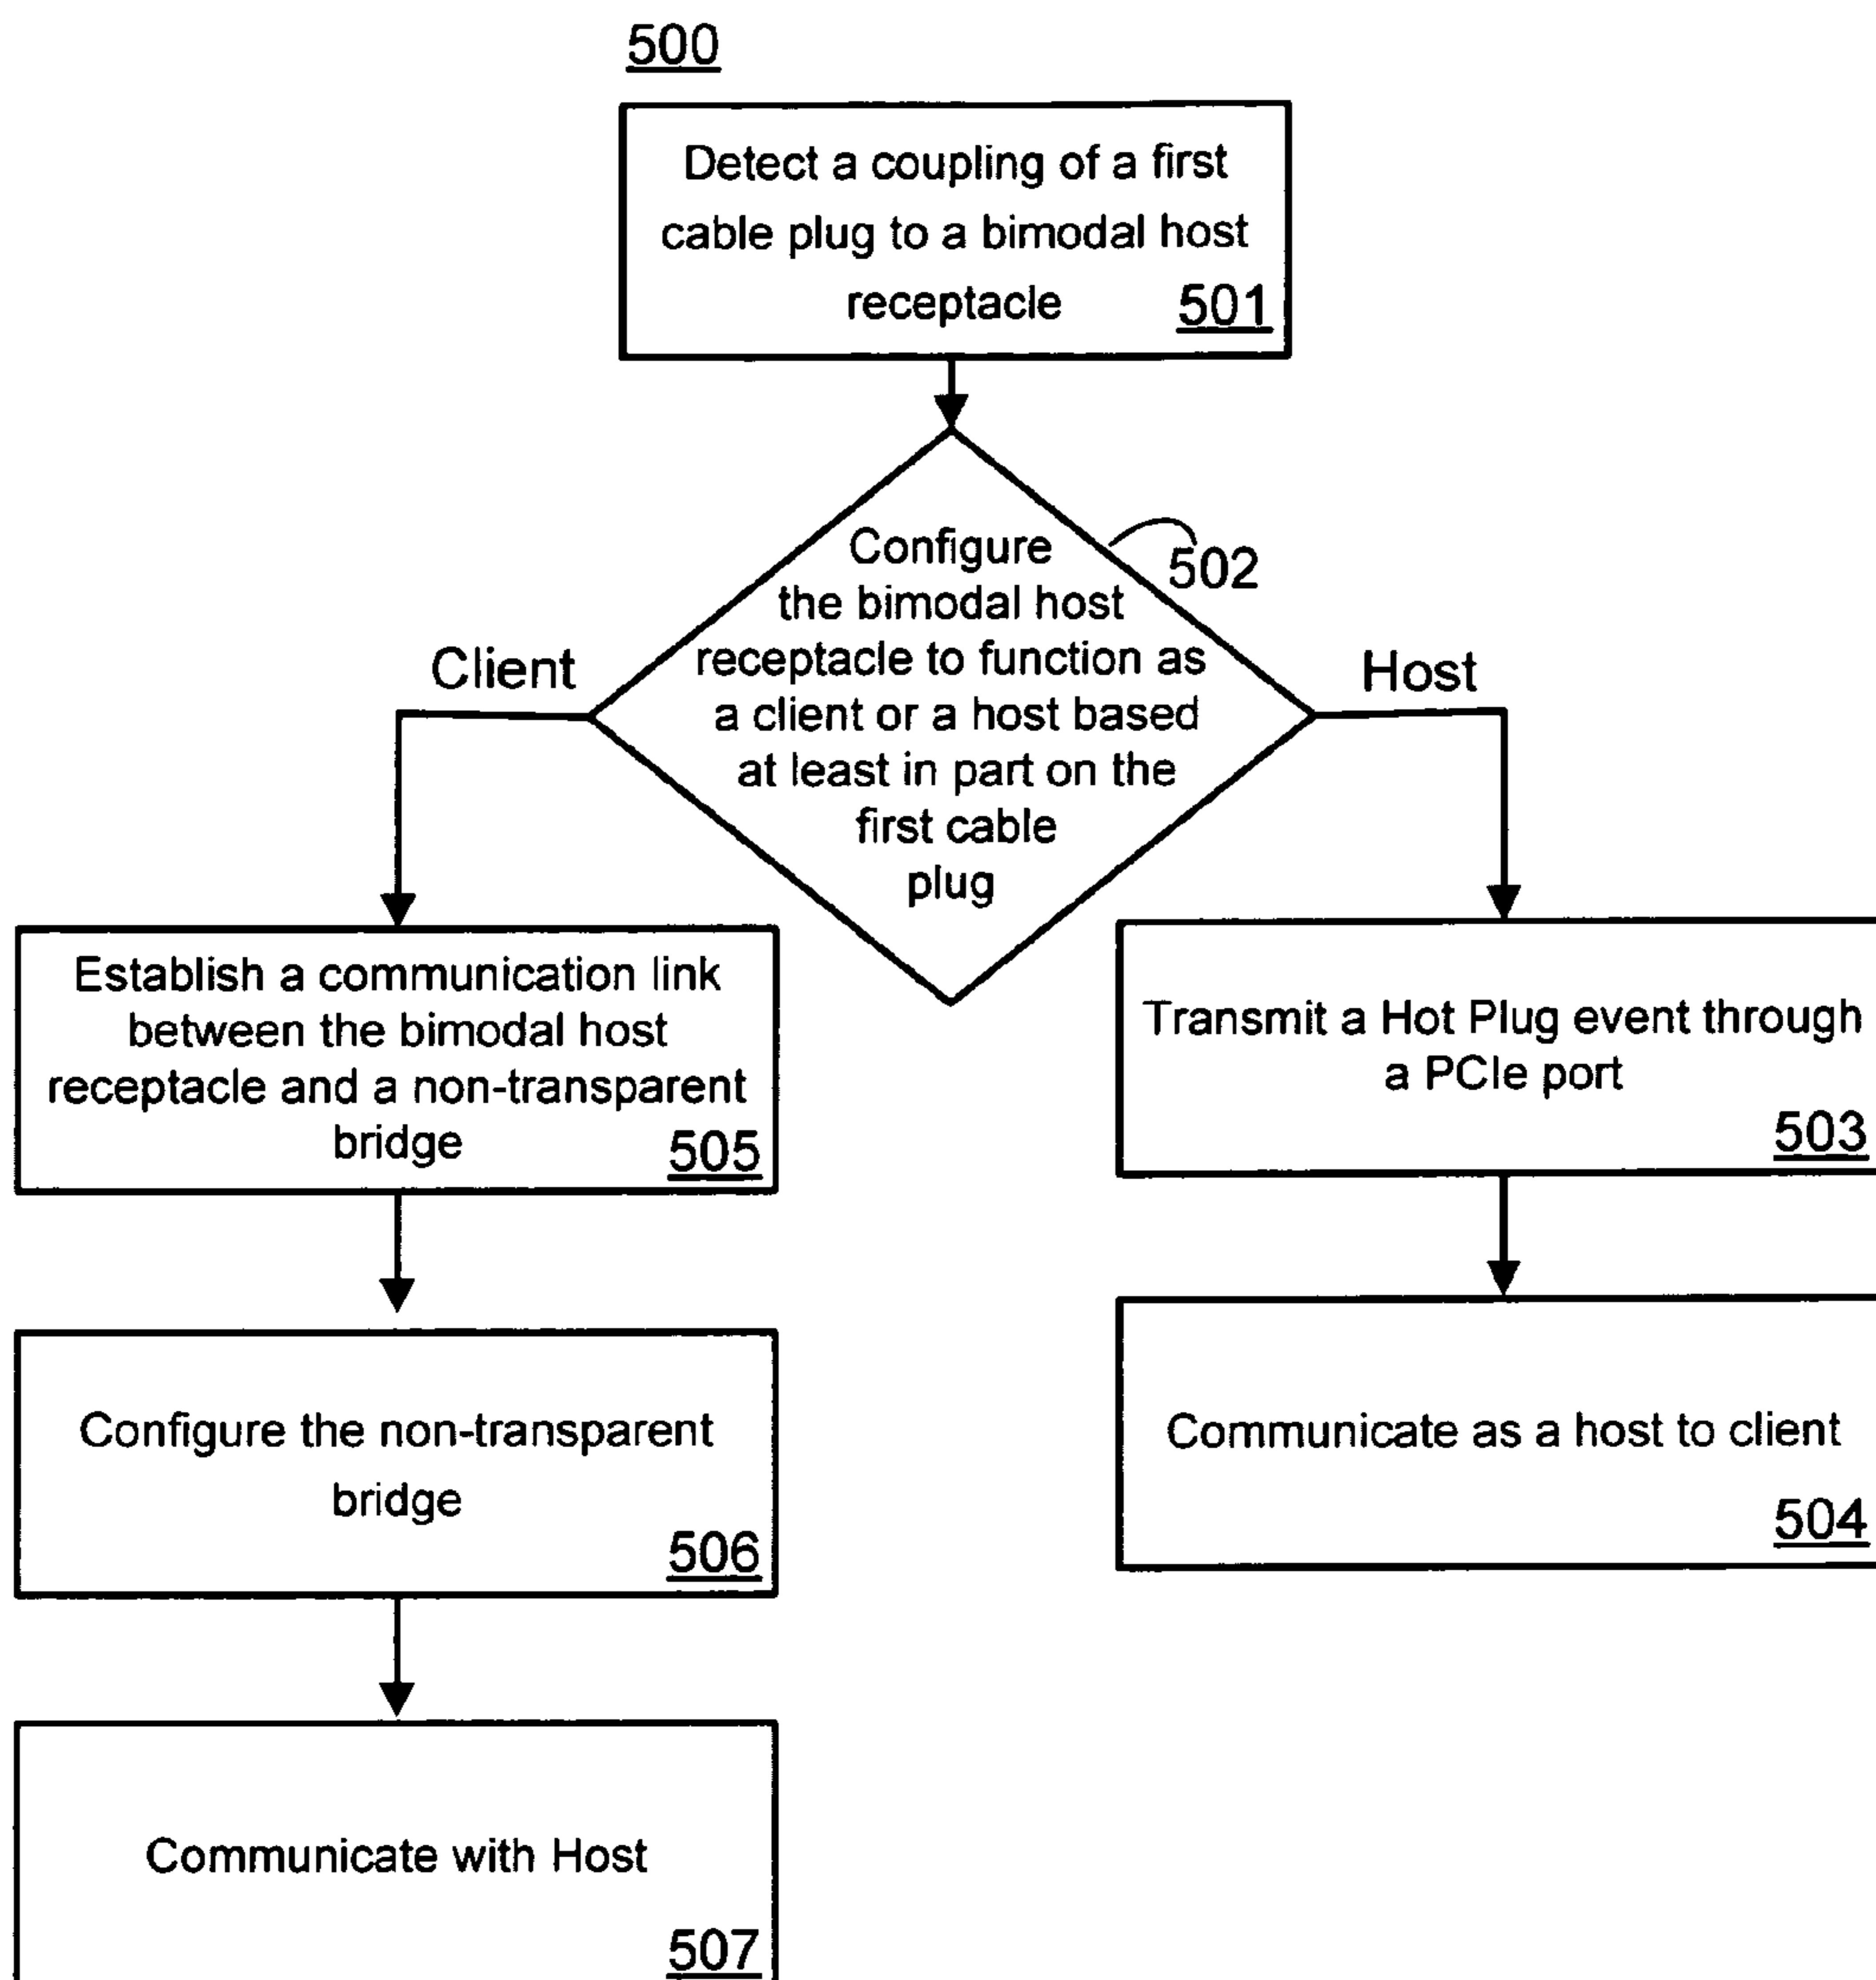 500
Detect a coupling of a first
cable plug to a bimodal host
receptacle
501
Configure
the bimodal host
receptacle to function as
a client or a host based
at least in part on the
first cable
plug
502
Client
Host
Establish a communication link
between the bimodal host
receptacle and a non-transparent
bridge
505
Transmit a Hot Plug event through
a PCIe port
503
Configure the non-transparent
bridge
506
Communicate as a host to client
504
Communicate with Host
507